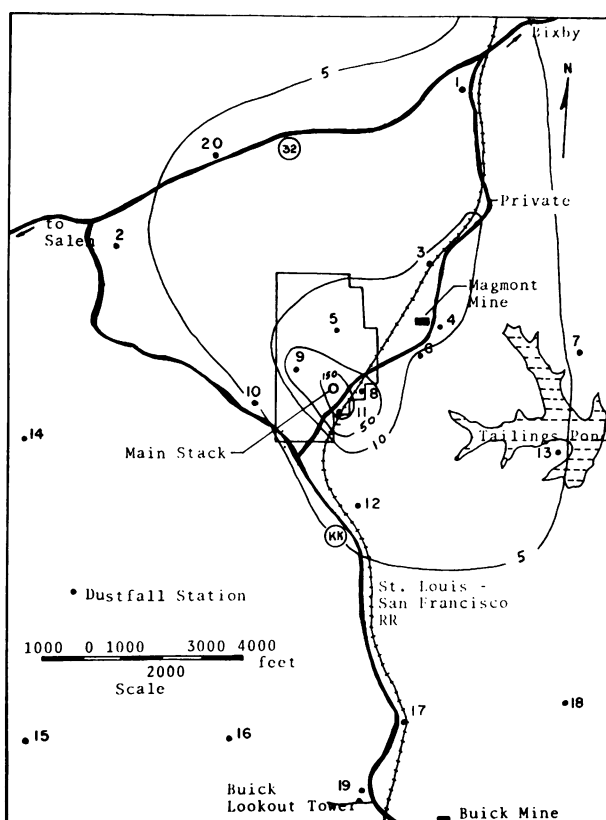 Bixby
5
1
N
20
32
Private
to
Salem
2
3
Magmont
Mine
5
4
7
6
9
150
8
10
11
50
10
14
Tailings Pond
Main Stack
13
12
KK
5
Dustfall Station
St. Louis -
San Francisco
RR
1000 0 1000 3000 4000
feet
2000
Scale
18
17
15
16
19
Buick
Lookout Tower
Buick Mine